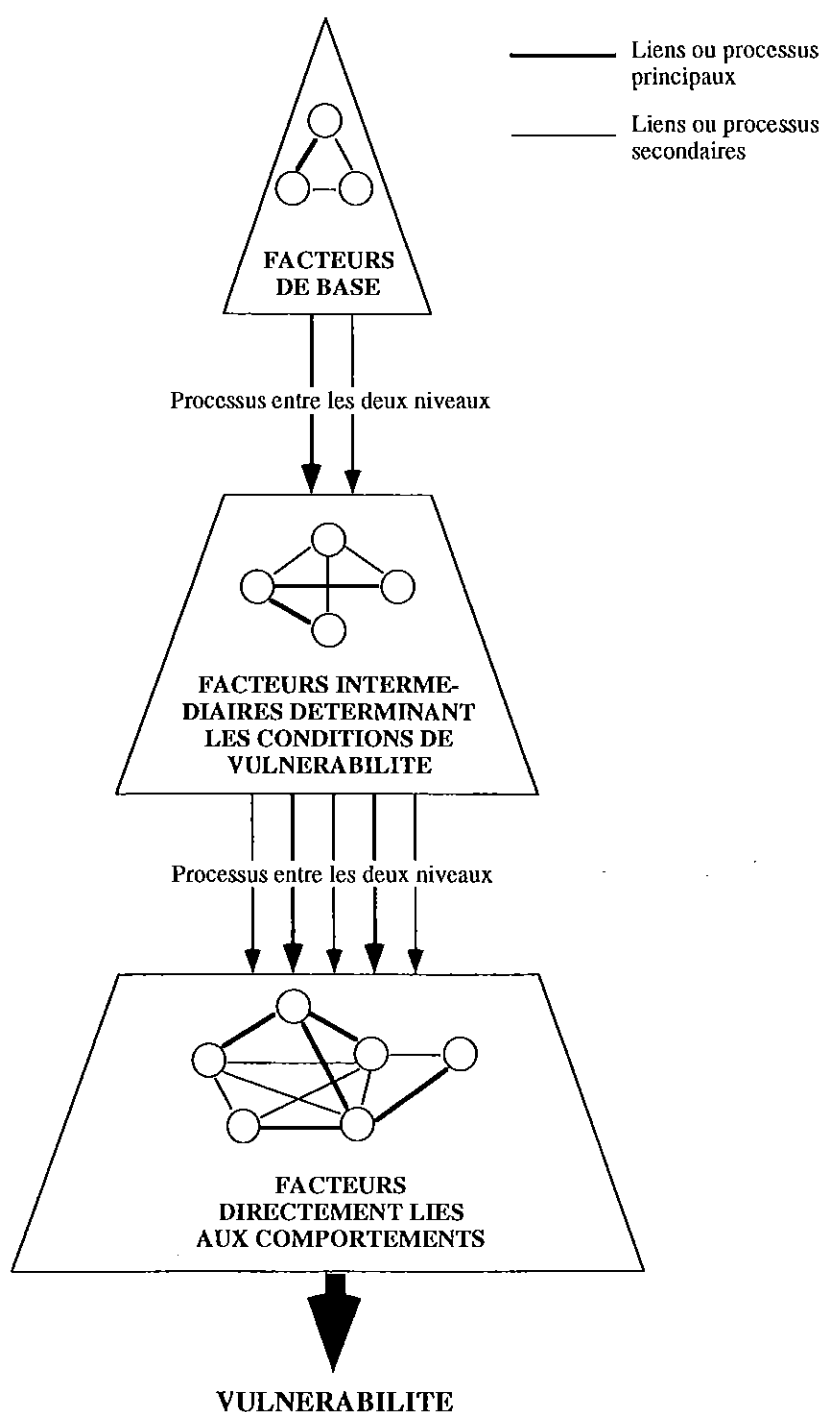 Liens ou processus
principaux
Liens ou processus
secondaires
FACTEURS
DE BASE
Processus entre les deux niveaux
FACTEURS INTERME-
DIAIRES DETERMINANT
LES CONDITIONS DE
VULNERABILITE
Processus entre les deux niveaux
FACTEURS
DIRECTEMENT LIES
AUX COMPORTEMENTS
VULNERABILITE